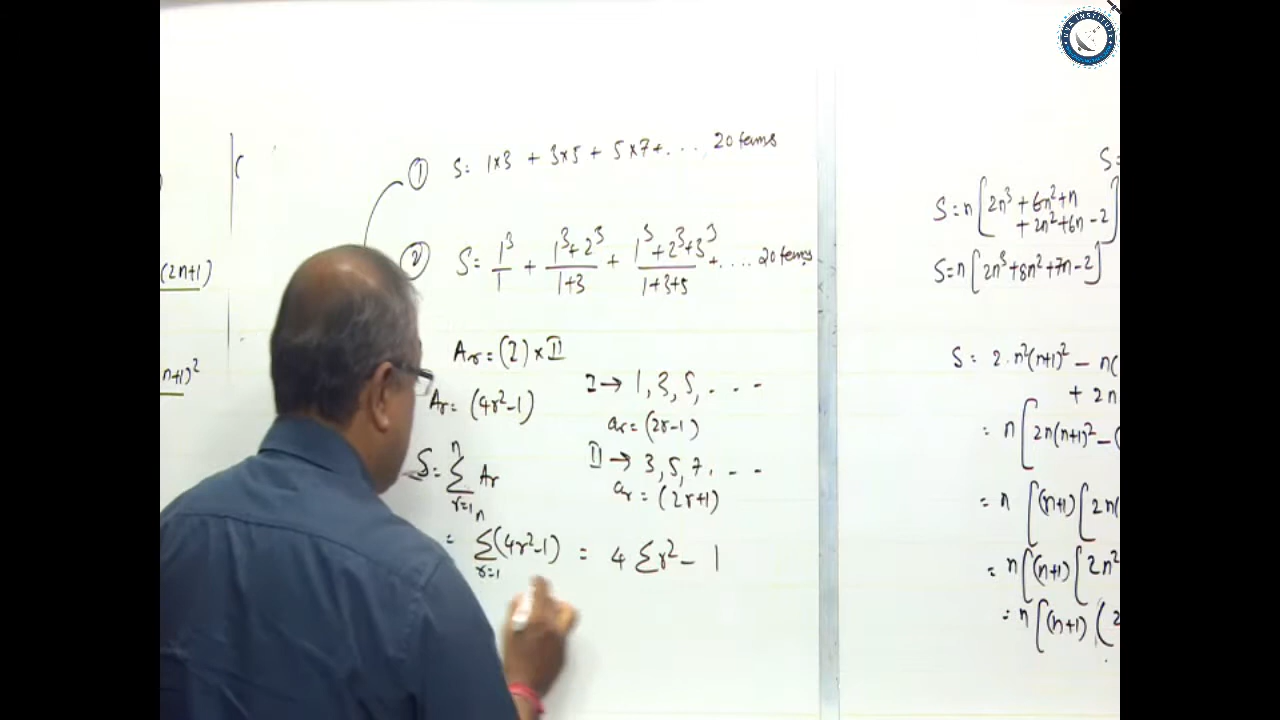 (2n+1)
n+1)²
(
① S: 1×3 + 3×5 + 5×7+ . . . 20 terms
② S= 1³/1 + 1³+2³/1+3 + 1³+2³+3³/1+3+5 + .... 20 terms
Aᵣ = (2) × II
Aᵣ = (4r²-1)
I → 1, 3, 5, . - -
aᵣ = (2r-1)
II → 3, 5, 7, . - -
aᵣ = (2r+1)
S = n∑r=1 Aᵣ
= n∑r=1 (4r²-1) = 4 ∑r² - 1
S=
S=n[2n³+6n²+n
+2n²+6n-2]
S=n[2n³+8n²+7n-2]
S= 2.n²(n+1)² - n(
+ 2n
= n[2n(n+1)² - (
= n[(n+1)[2n(
= n[(n+1)[2n²
= n[(n+1)(2